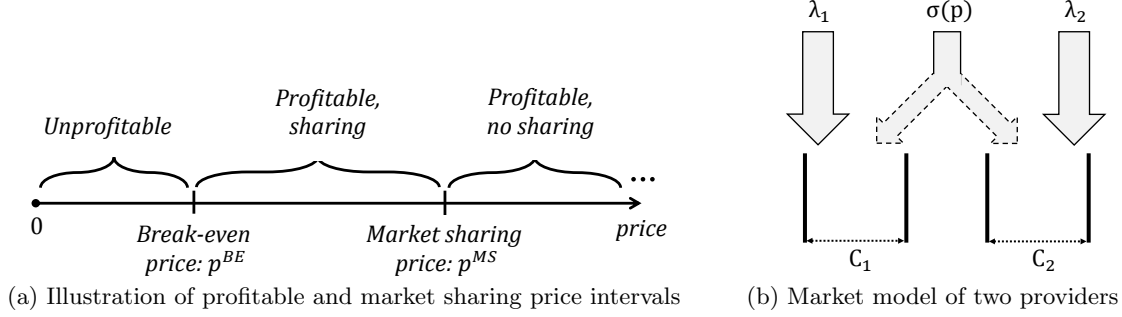 Unprofitable
Profitable,
sharing
Profitable,
no sharing
...
0
Break-even
price: p^BE
Market sharing
price: p^MS
price
(a) Illustration of profitable and market sharing price intervals
λ₁
σ(p)
λ₂
C₁
C₂
(b) Market model of two providers